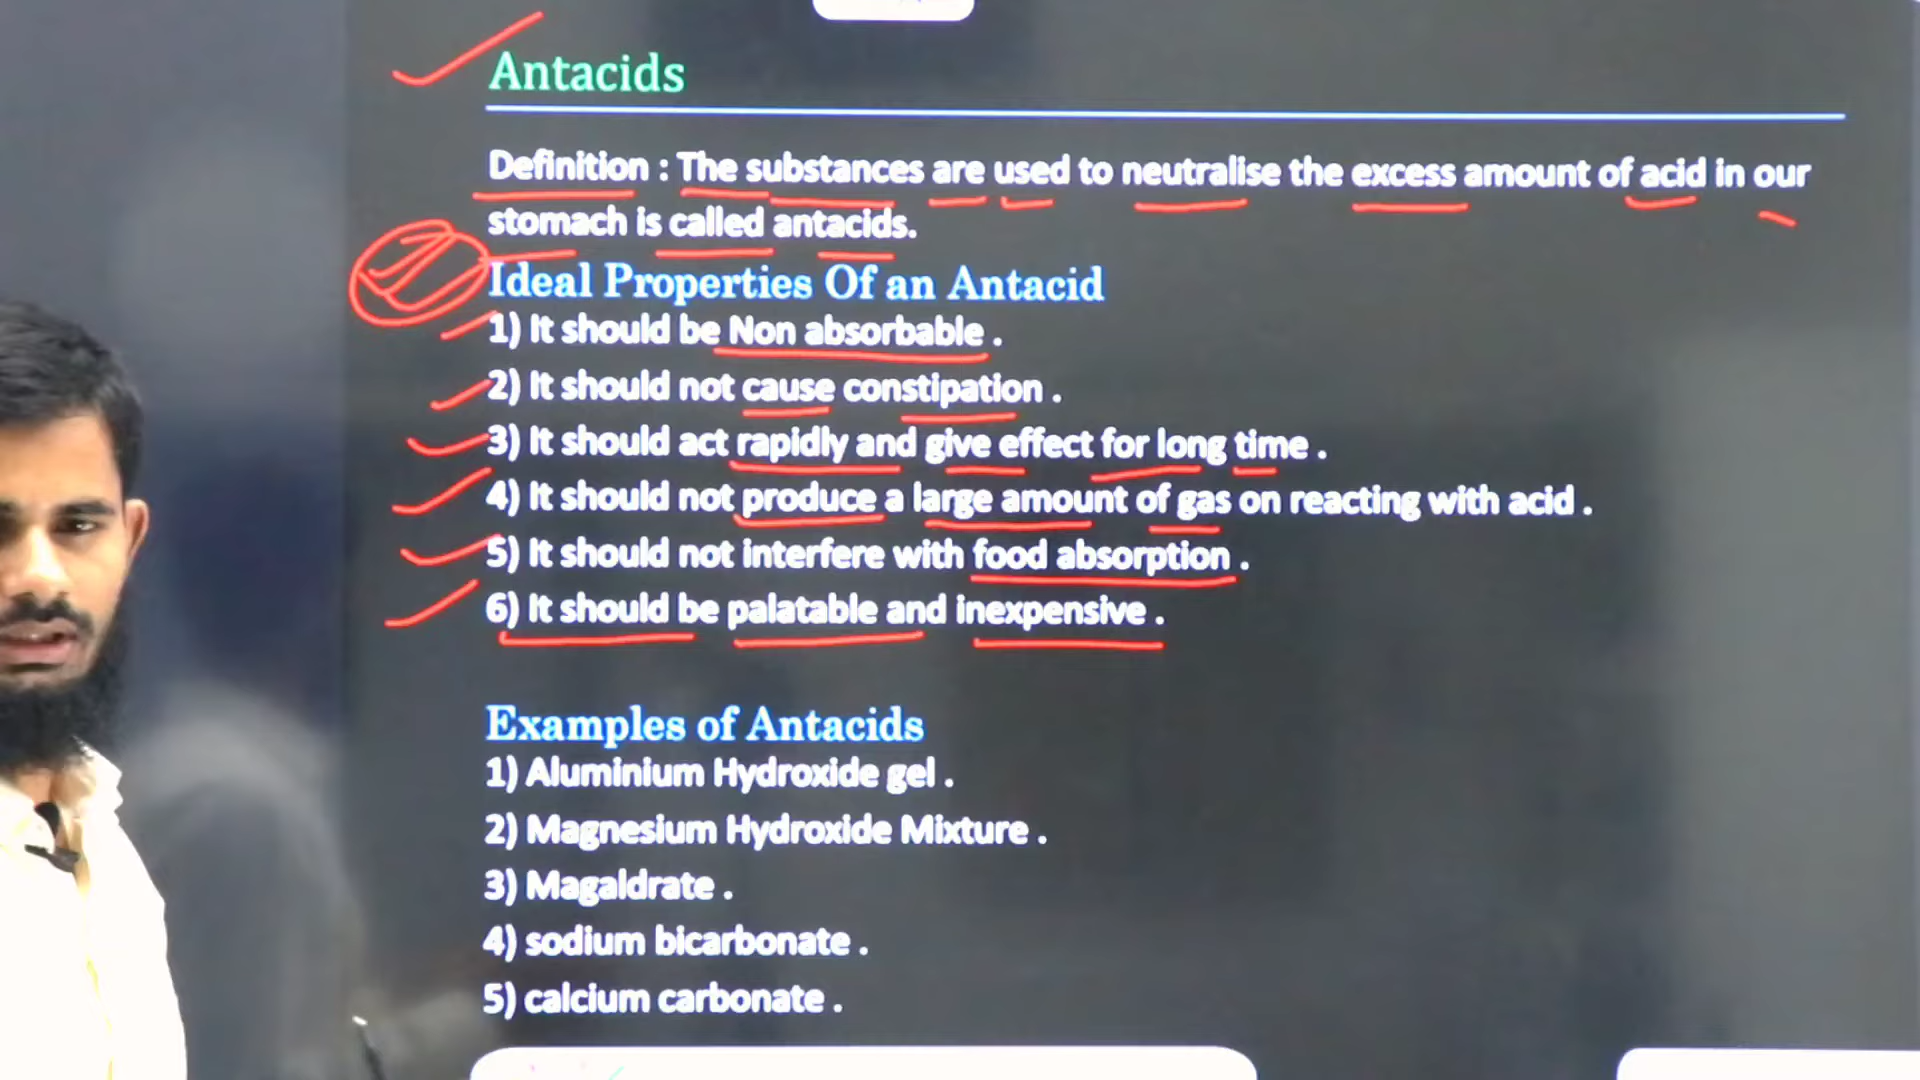 Antacids
Definition : The substances are used to neutralise the excess amount of acid in our
stomach is called antacids.
Ideal Properties Of an Antacid
1) It should be Non absorbable .
2) It should not cause constipation .
3) It should act rapidly and give effect for long time .
4) It should not produce a large amount of gas on reacting with acid .
5) It should not interfere with food absorption .
6) It should be palatable and inexpensive .
Examples of Antacids
1) Aluminium Hydroxide gel .
2) Magnesium Hydroxide Mixture .
3) Magaldrate .
4) sodium bicarbonate .
5) calcium carbonate .